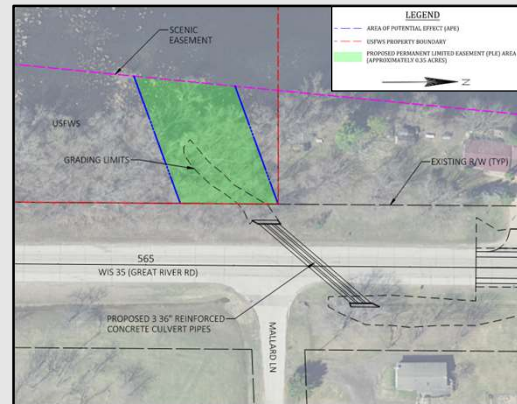 LEGEND
AREA OF POTENTIAL EFFECT (APE)
USFWS PROPERTY BOUNDARY
PROPOSED PERMANENT LIMITED EASEMENT (PLE) AREA
(APPROXIMATELY 0.35 ACRES)
N
SCENIC
EASEMENT
USFWS
GRADING LIMITS
EXISTING R/W (TYP)
565
WIS 35 (GREAT RIVER RD)
PROPOSED 3 36" REINFORCED
CONCRETE CULVERT PIPES
MALLARD LN